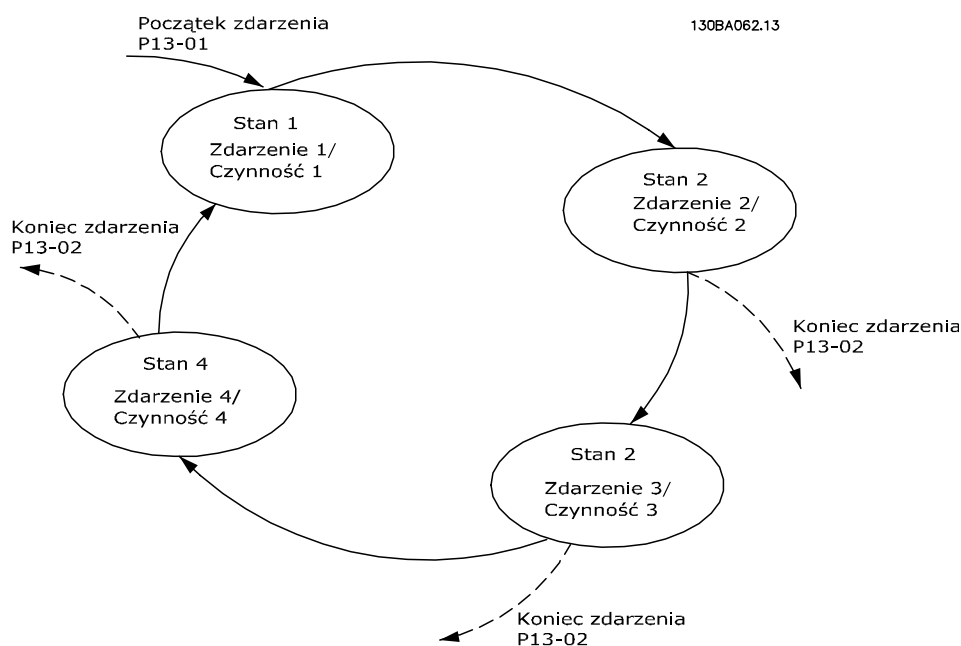 Początek zdarzenia
P13-01
130BA062.13
Stan 1
Zdarzenie 1/
Czynność 1
Stan 2
Zdarzenie 2/
Czynność 2
Koniec zdarzenia
P13-02
Koniec zdarzenia
P13-02
Stan 4
Zdarzenie 4/
Czynność 4
Stan 2
Zdarzenie 3/
Czynność 3
Koniec zdarzenia
P13-02